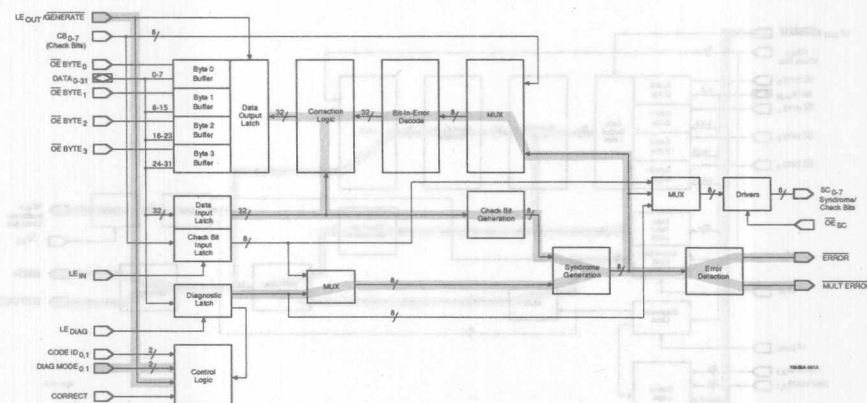 LE OUT/GENERATE
CB 0-7
(Check Bits)
8
OE BYTE 0
DATA 0-31
0-7
OE BYTE 1
8-15
OE BYTE 2
16-23
OE BYTE 3
24-31
Byte 0
Buffer
Byte 1
Buffer
Byte 2
Buffer
Byte 3
Buffer
Data
Output
Latch
32
Correction
Logic
32
Bit-In-Error
Decode
8
MUX
32
Data
Input
Latch
32
Check Bit
Input
Latch
8
Check Bit
Generation
8
MUX
8
Drivers
8
SC 0-7
Syndrome/
Check Bits
OE SC
LE IN
Diagnostic
Latch
MUX
8
8
Syndrome
Generation
8
Error
Detection
ERROR
MULT ERROR
LE DIAG
CODE ID 0,1
2
DIAG MODE 0,1
2
CORRECT
Control
Logic